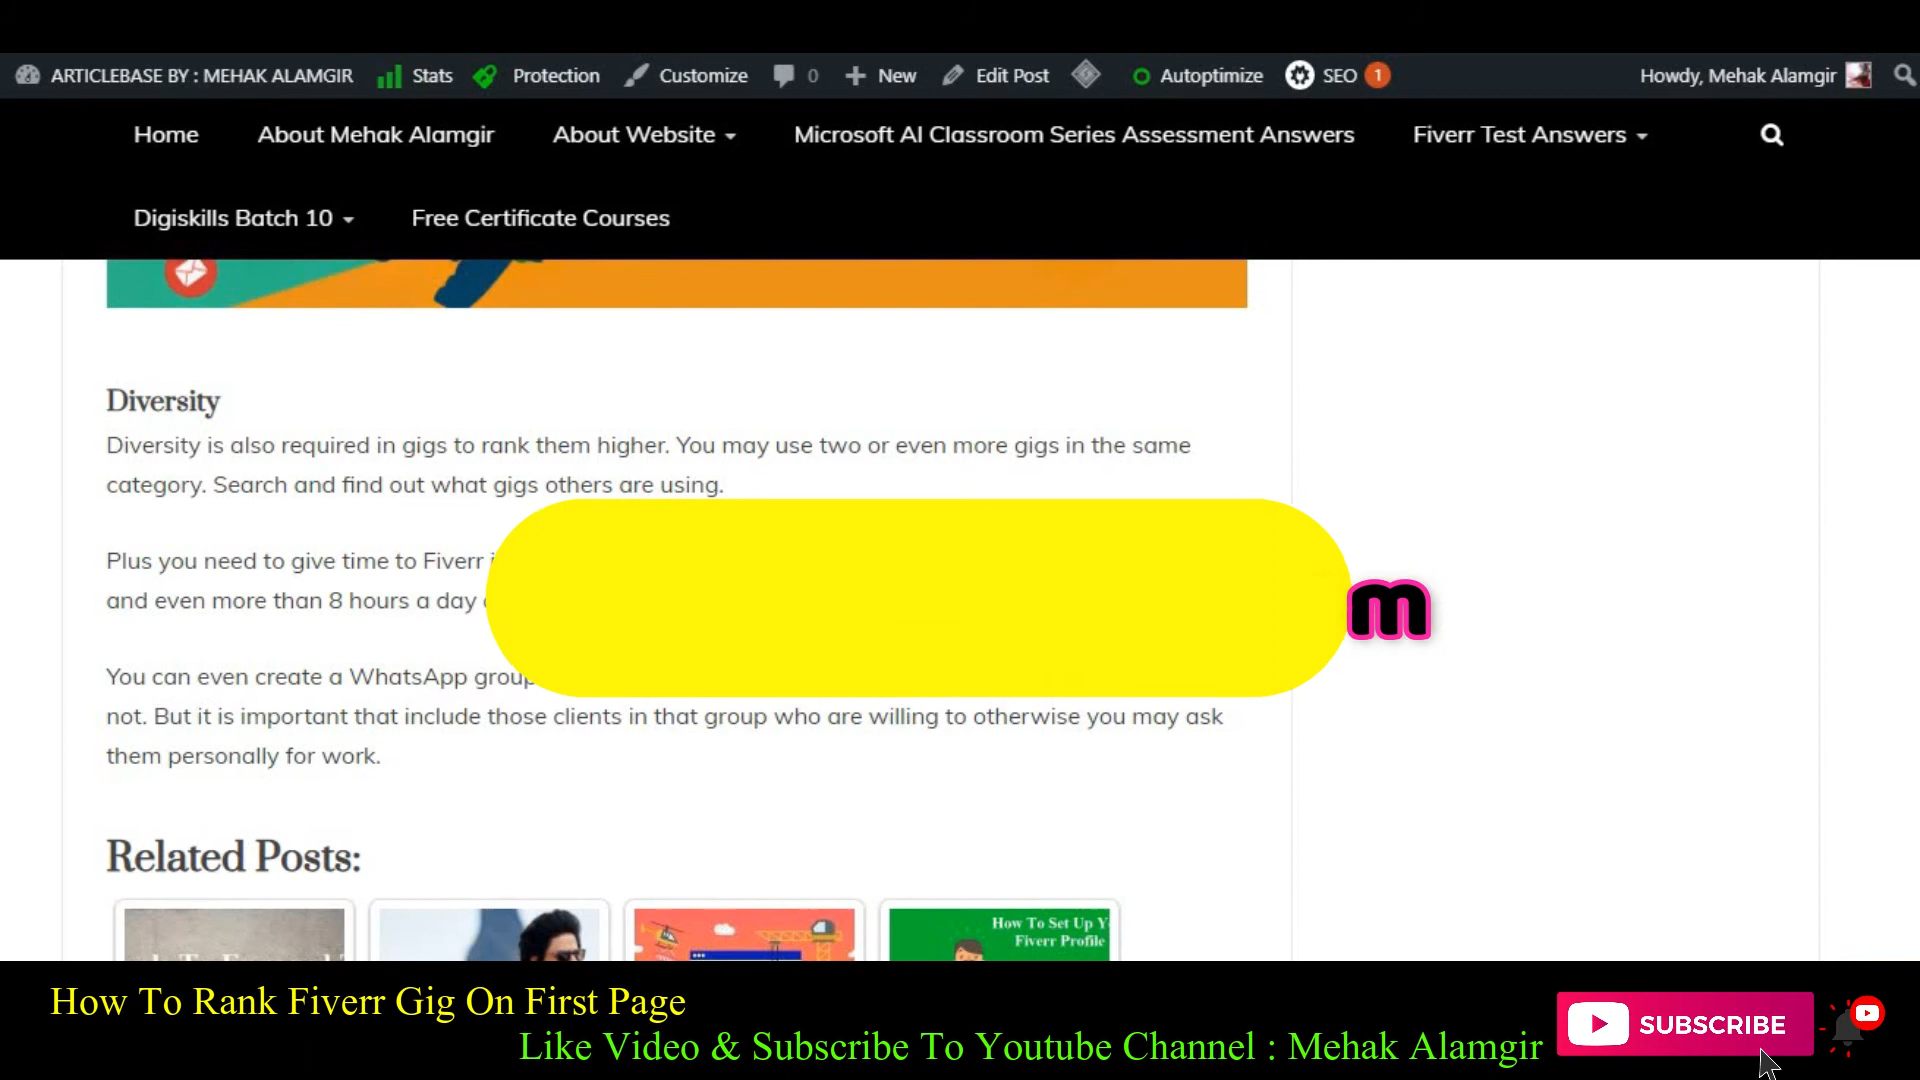 ARTICLEBASE BY : MEHAK ALAMGIR Stats Protection Customize 0 New Edit Post Autoptimize SEO 1 Howdy, Mehak Alamgir
Home About Mehak Alamgir About Website Microsoft AI Classroom Series Assessment Answers Fiverr Test Answers
Digiskills Batch 10 Free Certificate Courses
Diversity
Diversity is also required in gigs to rank them higher. You may use two or even more gigs in the same
category. Search and find out what gigs others are using.
Plus you need to give time to Fiverr
and even more than 8 hours a day
m
You can even create a WhatsApp group
not. But it is important that include those clients in that group who are willing to otherwise you may ask
them personally for work.
Related Posts:
How To Set Up
Fiverr Profile
How To Rank Fiverr Gig On First Page
Like Video & Subscribe To Youtube Channel : Mehak Alamgir
SUBSCRIBE